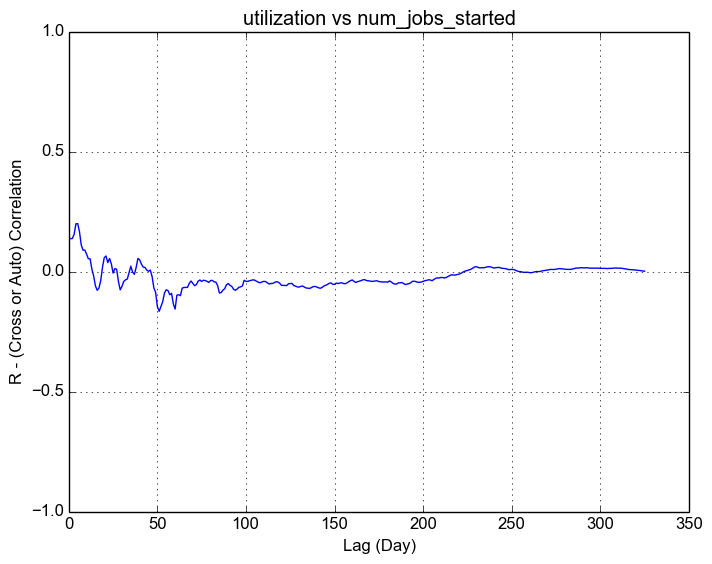 utilization vs num_jobs_started
R - (Cross or Auto) Correlation
1.0
0.5
0.0
−0.5
−1.0
0 50 100 150 200 250 300 350
Lag (Day)